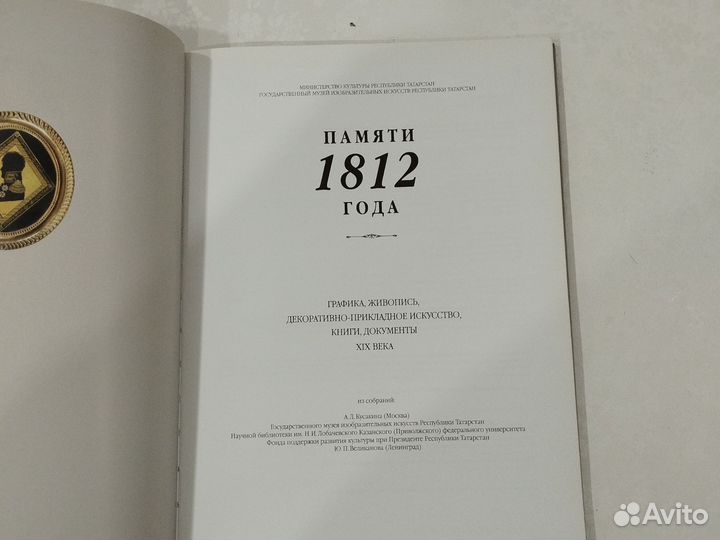 МИНИСТЕРСТВО КУЛЬТУРЫ РЕСПУБЛИКИ ТАТАРСТАН
ГОСУДАРСТВЕННЫЙ МУЗЕЙ ИЗОБРАЗИТЕЛЬНЫХ ИСКУССТВ РЕСПУБЛИКИ ТАТАРСТАН
ПАМЯТИ
1812
ГОДА
ГРАФИКА, ЖИВОПИСЬ,
ДЕКОРАТИВНО-ПРИКЛАДНОЕ ИСКУССТВО,
КНИГИ, ДОКУМЕНТЫ
XIX ВЕКА
из собраний:
А.Л. Кусакина (Москва)
Государственного музея изобразительных искусств Республики Татарстан
Научной библиотеки им. Н.И. Лобачевского Казанского (Приволжского) федерального университета
Фонда поддержки развития культуры при Президенте Республики Татарстан
Ю.П. Великанова (Ленинград)
Avito